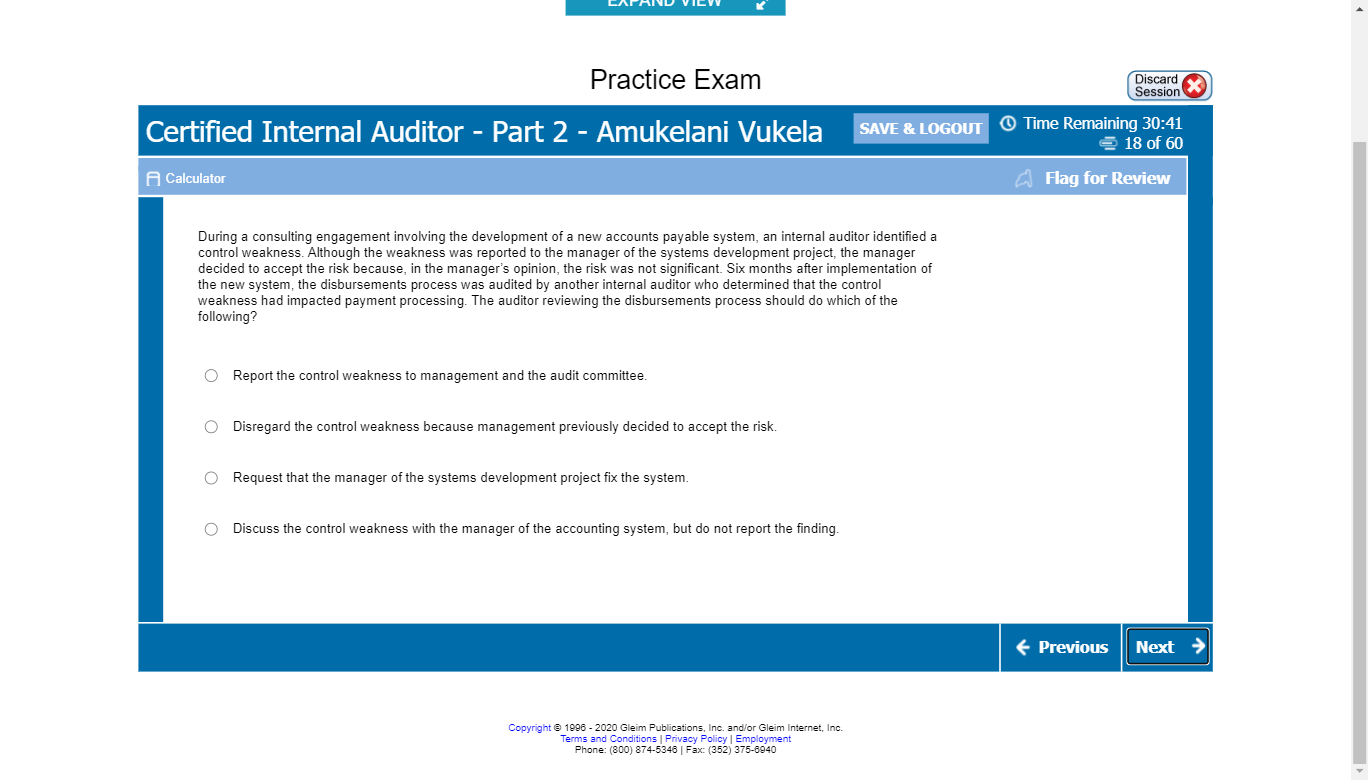 EXPAND VIEW
Practice Exam
Discard
Session
Certified Internal Auditor - Part 2 - Amukelani Vukela
SAVE & LOGOUT
Time Remaining 30:41
18 of 60
Calculator
Flag for Review
During a consulting engagement involving the development of a new accounts payable system, an internal auditor identified a
control weakness. Although the weakness was reported to the manager of the systems development project, the manager
decided to accept the risk because, in the manager's opinion, the risk was not significant. Six months after implementation of
the new system, the disbursements process was audited by another internal auditor who determined that the control
weakness had impacted payment processing. The auditor reviewing the disbursements process should do which of the
following?
Report the control weakness to management and the audit committee.
Disregard the control weakness because management previously decided to accept the risk.
Request that the manager of the systems development project fix the system.
Discuss the control weakness with the manager of the accounting system, but do not report the finding.
Previous
Next
Copyright © 1996 - 2020 Gleim Publications, Inc. and/or Gleim Internet, Inc.
Terms and Conditions | Privacy Policy | Employment
Phone: (800) 874-5346 | Fax: (352) 375-6940